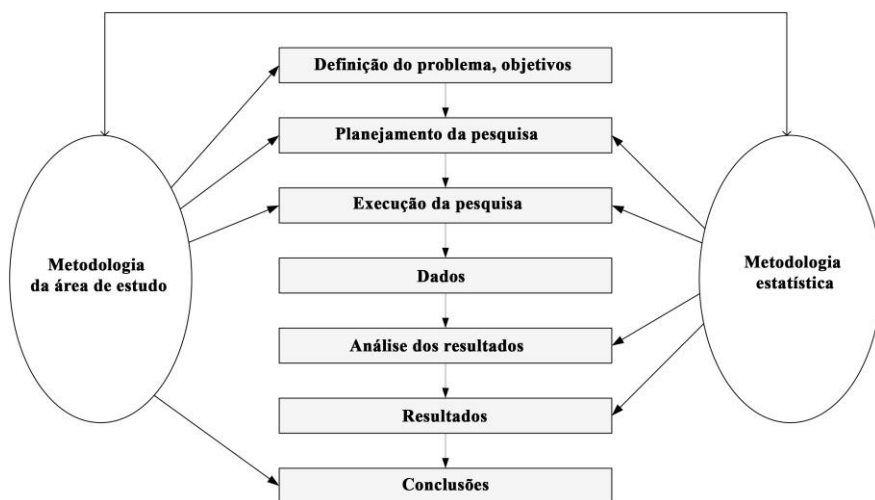 Definição do problema, objetivos
Planejamento da pesquisa
Execução da pesquisa
Metodologia
da área de estudo
Dados
Metodologia
estatística
Análise dos resultados
Resultados
Conclusões